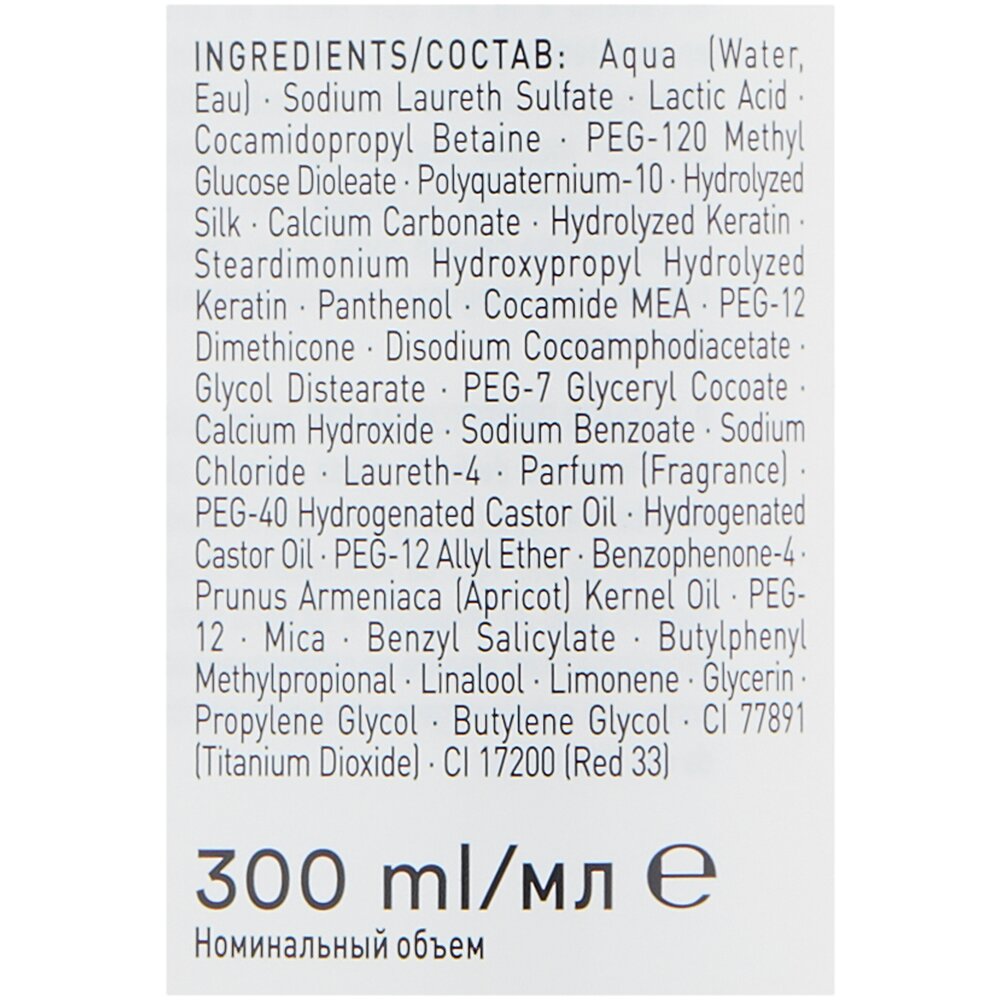 INGREDIENTS/СОСТАВ: Aqua (Water,
Eau) · Sodium Laureth Sulfate · Lactic Acid ·
Cocamidopropyl Betaine · PEG-120 Methyl
Glucose Dioleate · Polyquaternium-10 · Hydrolyzed
Silk · Calcium Carbonate · Hydrolyzed Keratin ·
Steardimonium Hydroxypropyl Hydrolyzed
Keratin · Panthenol · Cocamide MEA · PEG-12
Dimethicone · Disodium Cocoamphodiacetate ·
Glycol Distearate · PEG-7 Glyceryl Cocoate ·
Calcium Hydroxide · Sodium Benzoate · Sodium
Chloride · Laureth-4 · Parfum (Fragrance) ·
PEG-40 Hydrogenated Castor Oil · Hydrogenated
Castor Oil · PEG-12 Allyl Ether · Benzophenone-4 ·
Prunus Armeniaca (Apricot) Kernel Oil · PEG-
12 · Mica · Benzyl Salicylate · Butylphenyl
Methylpropional · Linalool · Limonene · Glycerin ·
Propylene Glycol · Butylene Glycol · CI 77891
(Titanium Dioxide) · CI 17200 (Red 33)
300 ml/мл e
Номинальный объем